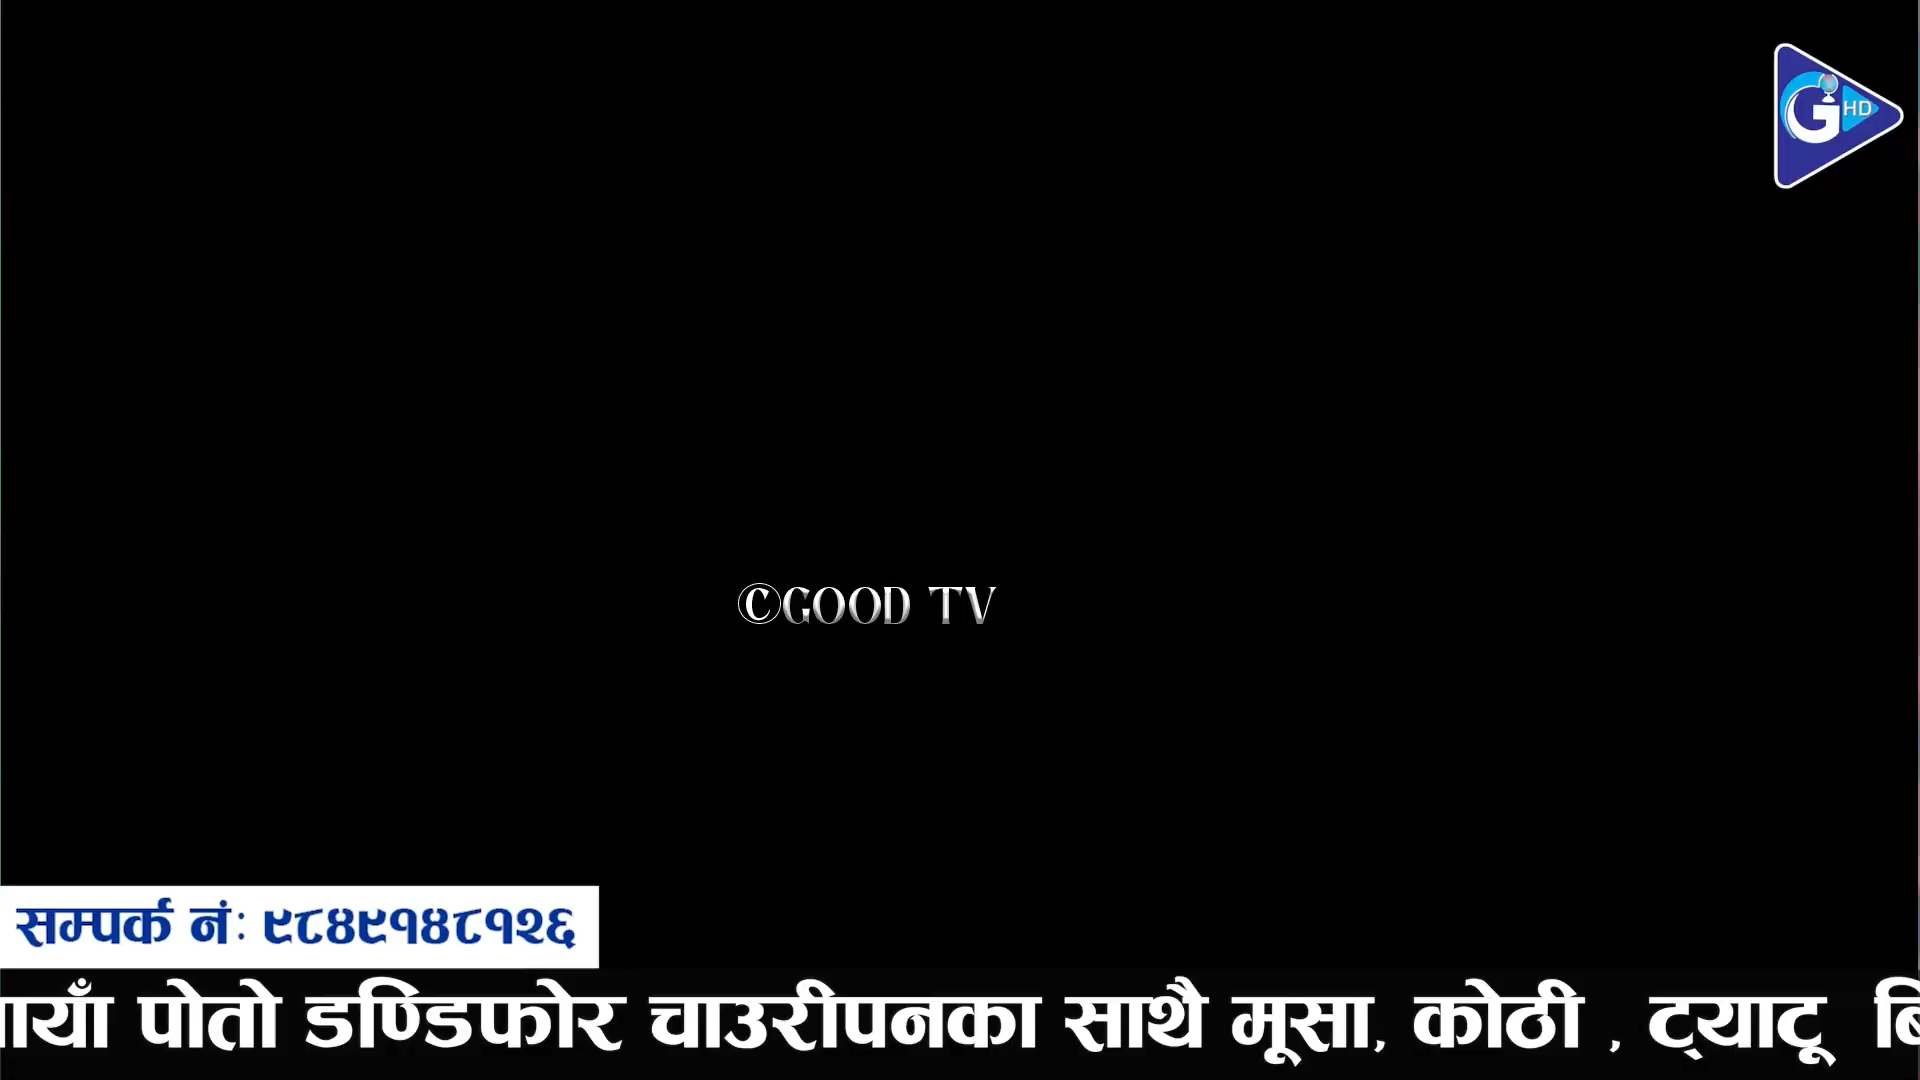 G HD
©GOOD TV
सम्पर्क नं: ९८४९१४८१२६
पोतो डण्डिफोर चाउरीपनका साथै मूसा, कोठी , ट्याटू